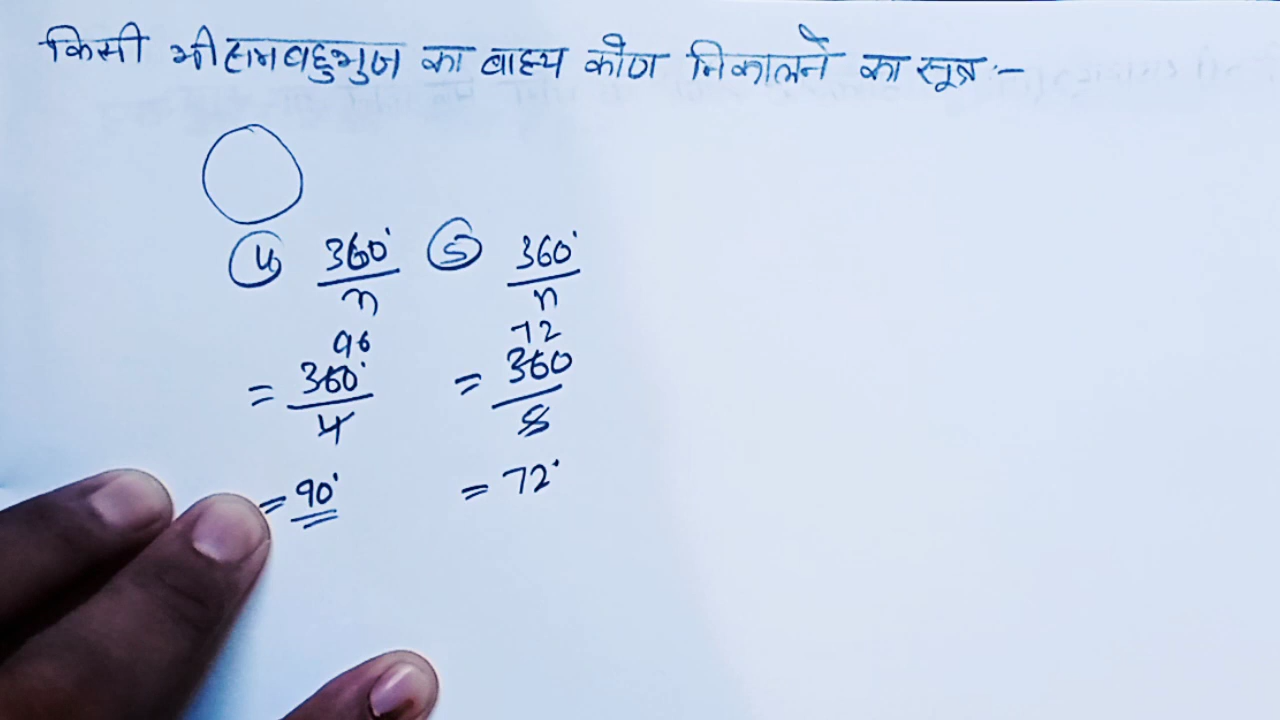 किसी भी समबहुभुज का बाह्य कोण निकालने का सूत्र :-
4 360° 5 360°
n n
90 72
= 360° = 360
4 5
= 90° = 72°